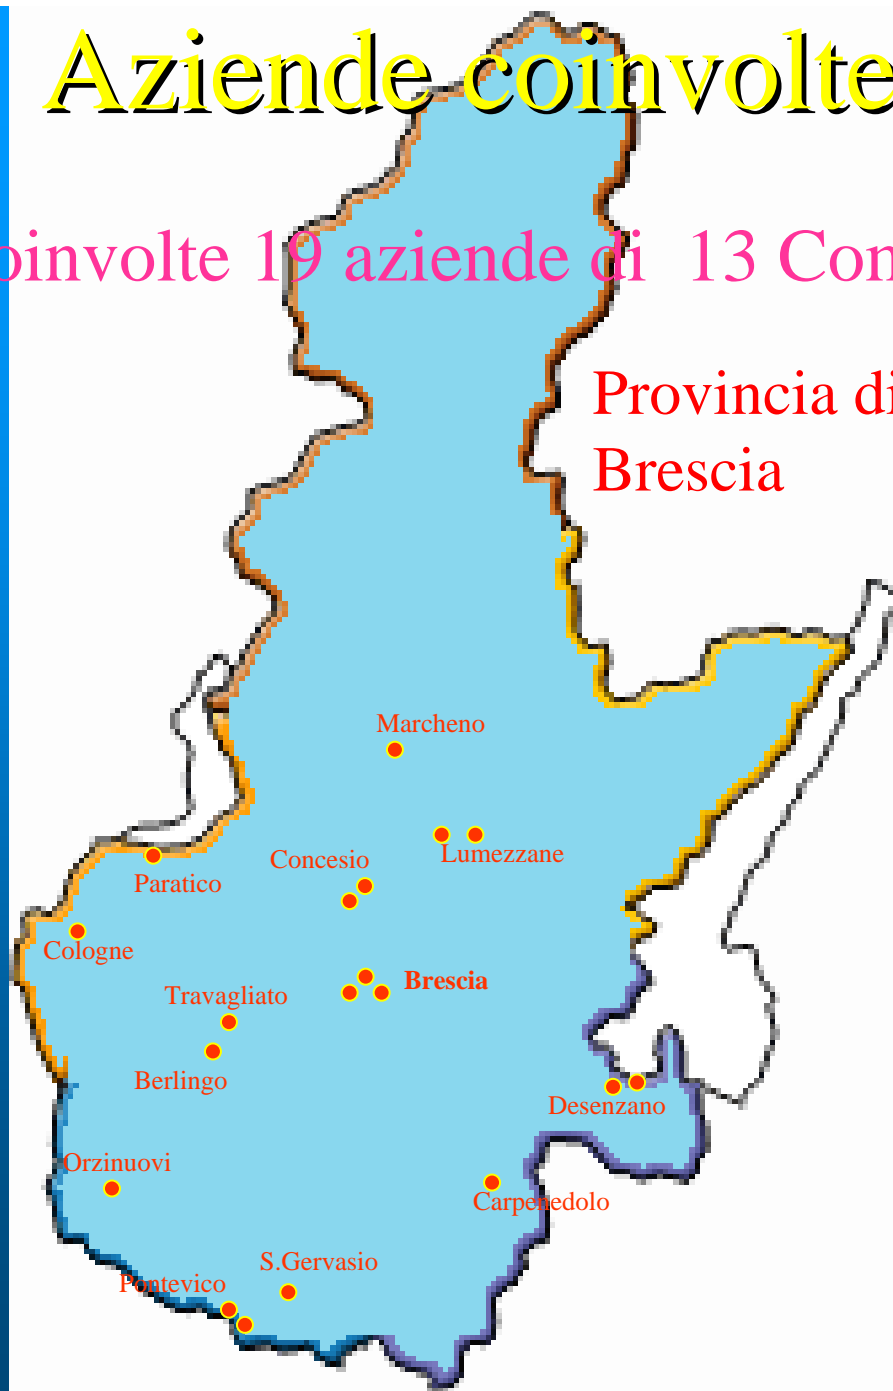 Aziende coinvolte
oinvolte 19 aziende di 13 Com
Provincia di
Brescia
Marcheno
Lumezzane
Concesio
Paratico
Cologne
Brescia
Travagliato
Berlingo
Desenzano
Orzinuovi
Carpenedolo
S.Gervasio
Pontevico